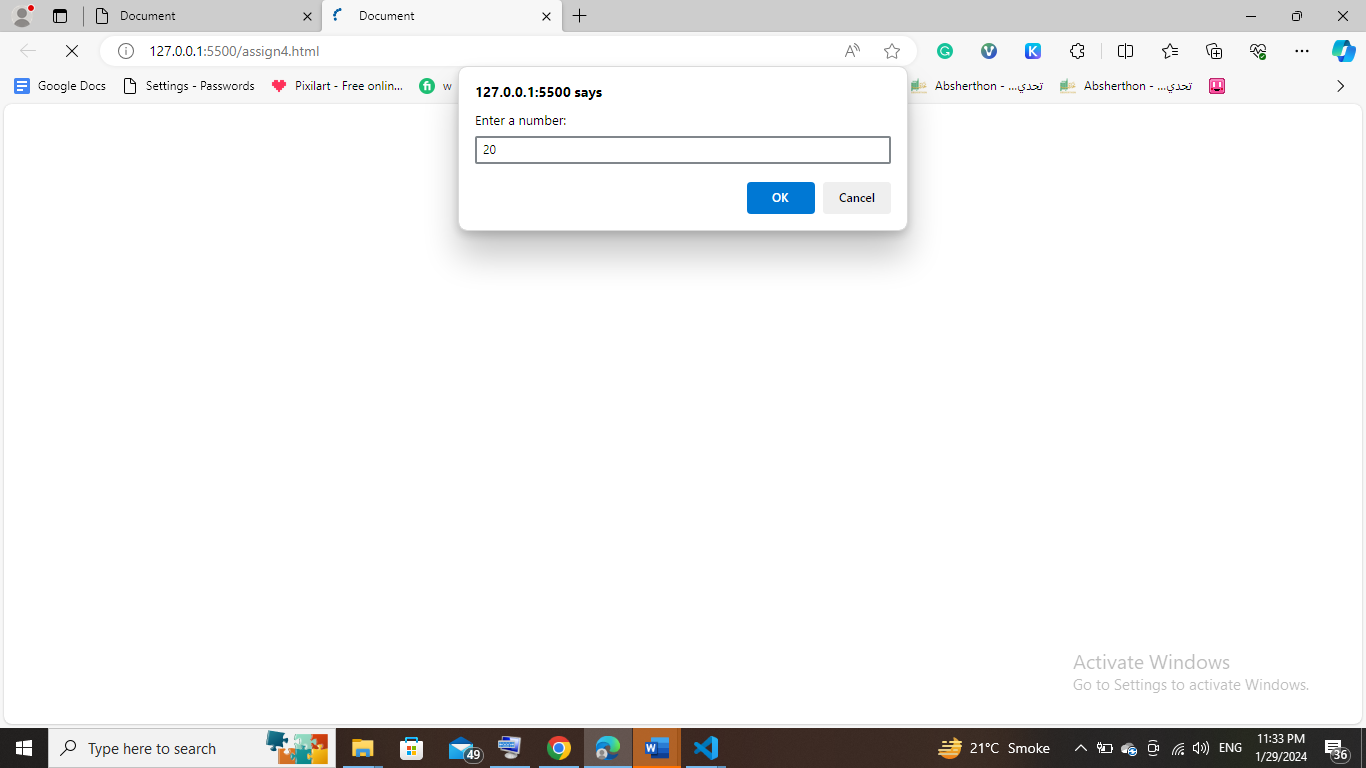 Document
Document
127.0.0.1:5500/assign4.html
Google Docs
Settings - Passwords
Pixilart - Free onlin...
w
Absherthon - ...تحدي
Absherthon - ...تحدي
127.0.0.1:5500 says
Enter a number:
20
OK
Cancel
Activate Windows
Go to Settings to activate Windows.
Type here to search
49
21°C Smoke
ENG
11:33 PM
1/29/2024
36